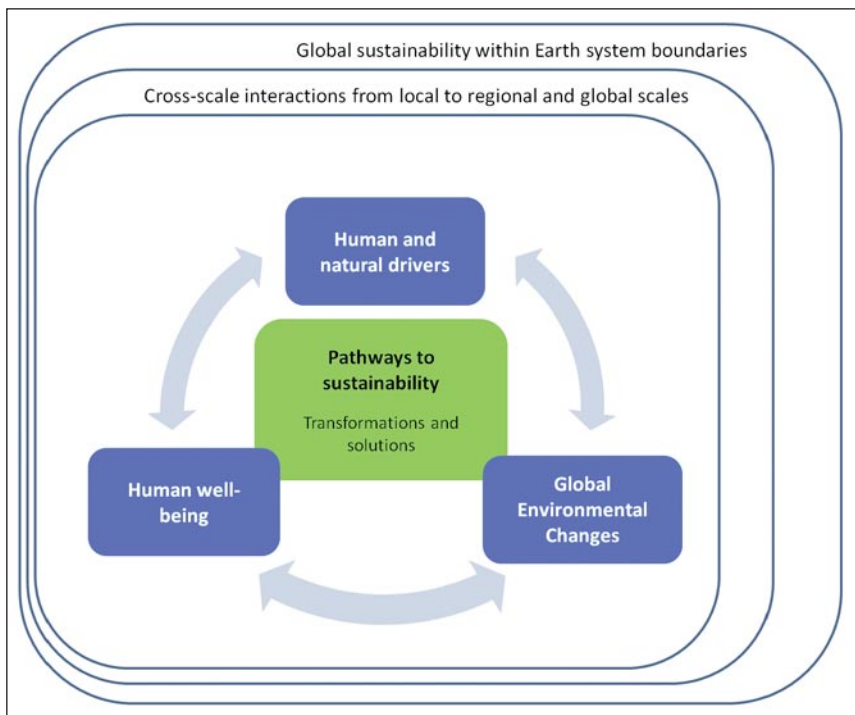 Global sustainability within Earth system boundaries
Cross-scale interactions from local to regional and global scales
Human and
natural drivers
Pathways to
sustainability
Transformations and
solutions
Human well-
being
Global
Environmental
Changes